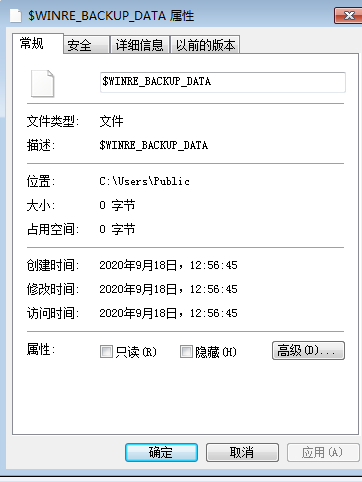 $WINRE_BACKUP_DATA 属性
常规 安全 详细信息 以前的版本
$WINRE_BACKUP_DATA
文件类型: 文件
描述: $WINRE_BACKUP_DATA
位置: C:\Users\Public
大小: 0 字节
占用空间: 0 字节
创建时间: 2020年9月18日，12:56:45
修改时间: 2020年9月18日，12:56:45
访问时间: 2020年9月18日，12:56:45
属性: 只读(R) 隐藏(H) 高级(D)...
确定 取消 应用(A)